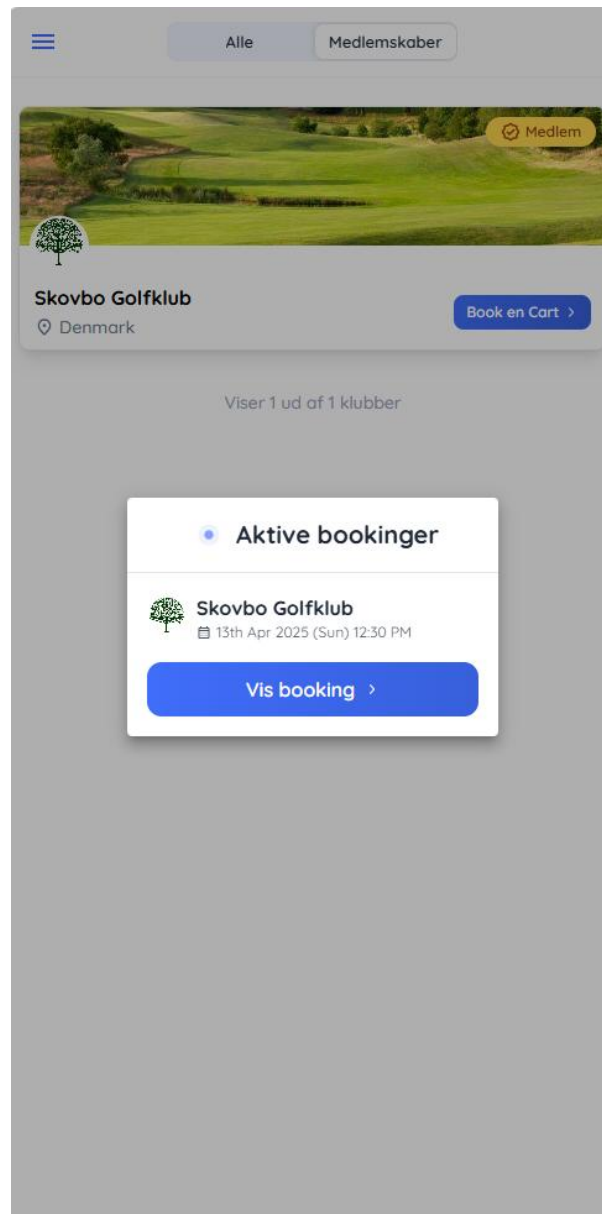 Alle Medlemskaber
Medlem
Skovbo Golfklub
Denmark
Book en Cart >
Viser 1 ud af 1 klubber
Aktive bookinger
Skovbo Golfklub
13th Apr 2025 (Sun) 12:30 PM
Vis booking >